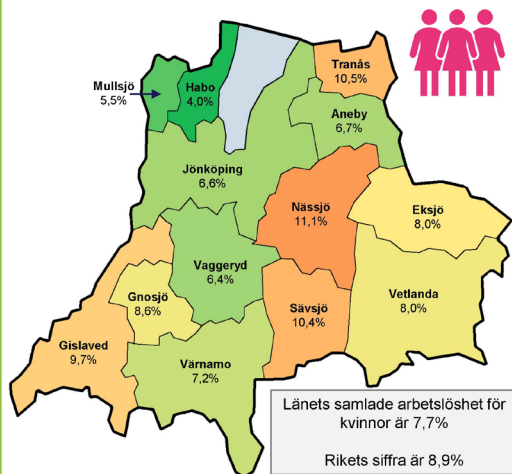 Tranås
10,5%
Mullsjö
5,5%
Habo
4,0%
Aneby
6,7%
Jönköping
6,6%
Nässjö
11,1%
Eksjö
8,0%
Vaggeryd
6,4%
Gnosjö
8,6%
Sävsjö
10,4%
Vetlanda
8,0%
Gislaved
9,7%
Värnamo
7,2%
Länets samlade arbetslöshet för
kvinnor är 7,7%
Rikets siffra är 8,9%